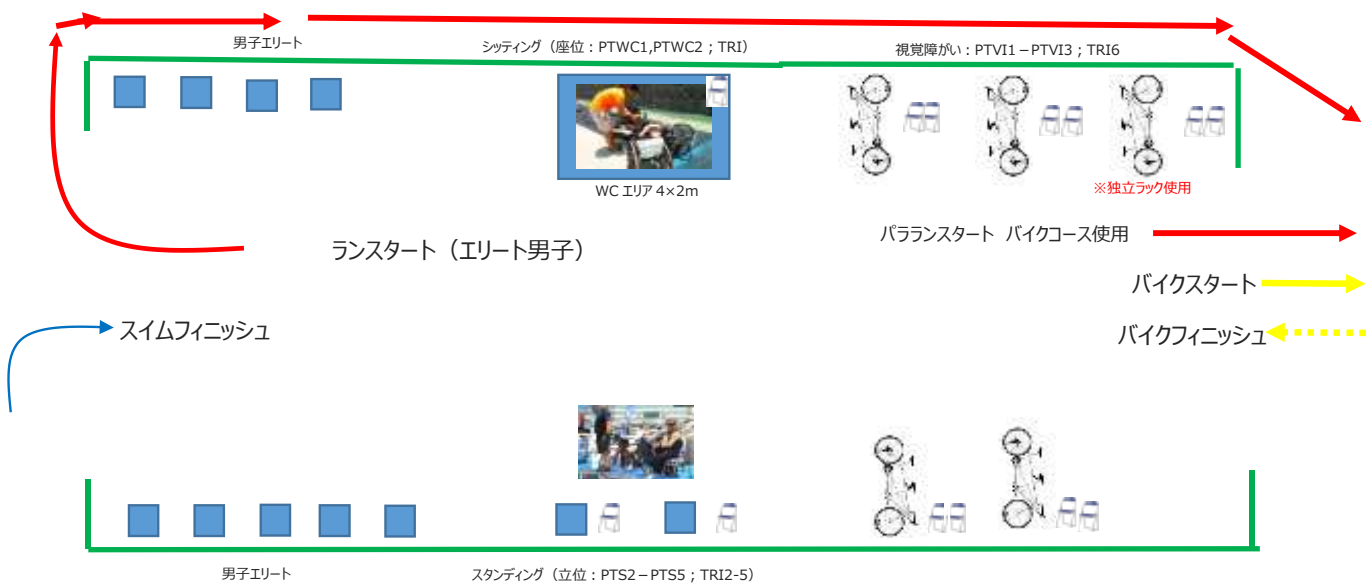 男子エリート
シッティング（座位：PTWC1,PTWC2；TRI）
視覚障がい：PTVI1－PTVI3；TRI6
WC エリア 4×2m
※独立ラック使用
ランスタート（エリート男子）
パラランスタート バイクコース使用
バイクスタート
スイムフィニッシュ
バイクフィニッシュ
男子エリート
スタンディング（立位：PTS2－PTS5；TRI2-5）